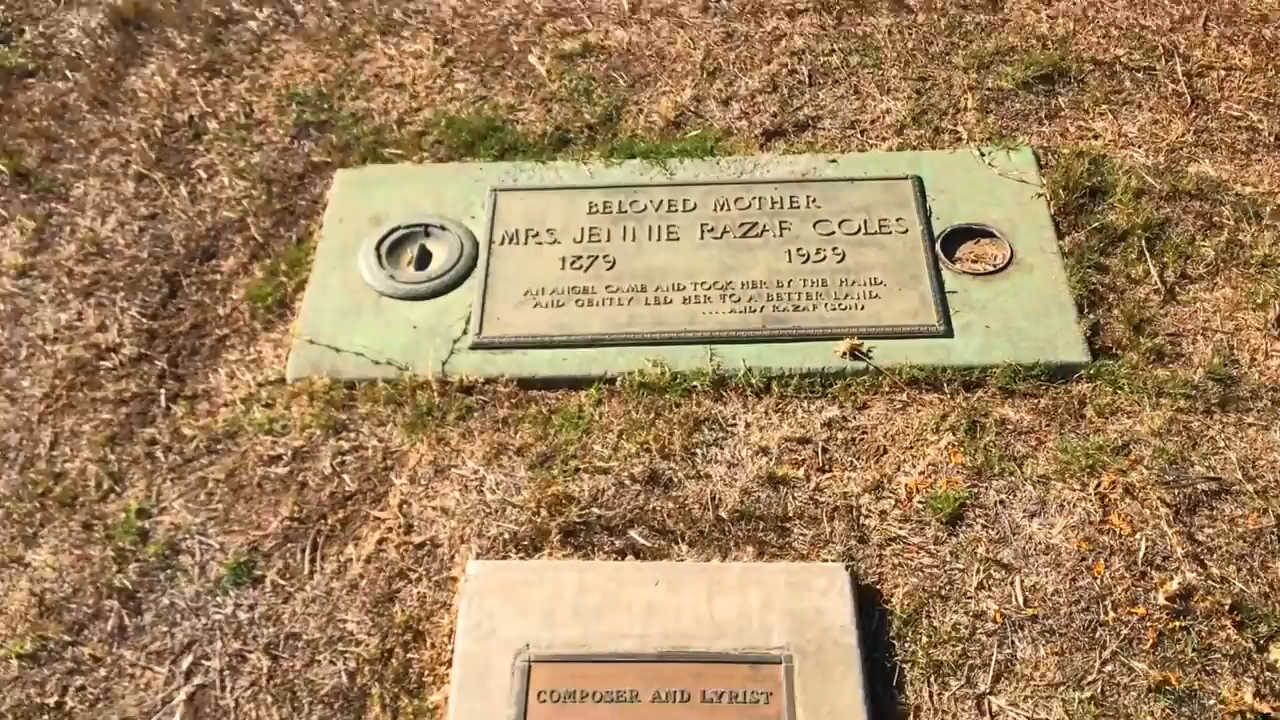 BELOVED MOTHER
MRS. JENNIE RAZAF COLES
1879 1959
AN ANGEL CAME AND TOOK HER BY THE HAND,
AND GENTLY LED HER TO A BETTER LAND.
....ANDY RAZAF (SON)
COMPOSER AND LYRIST